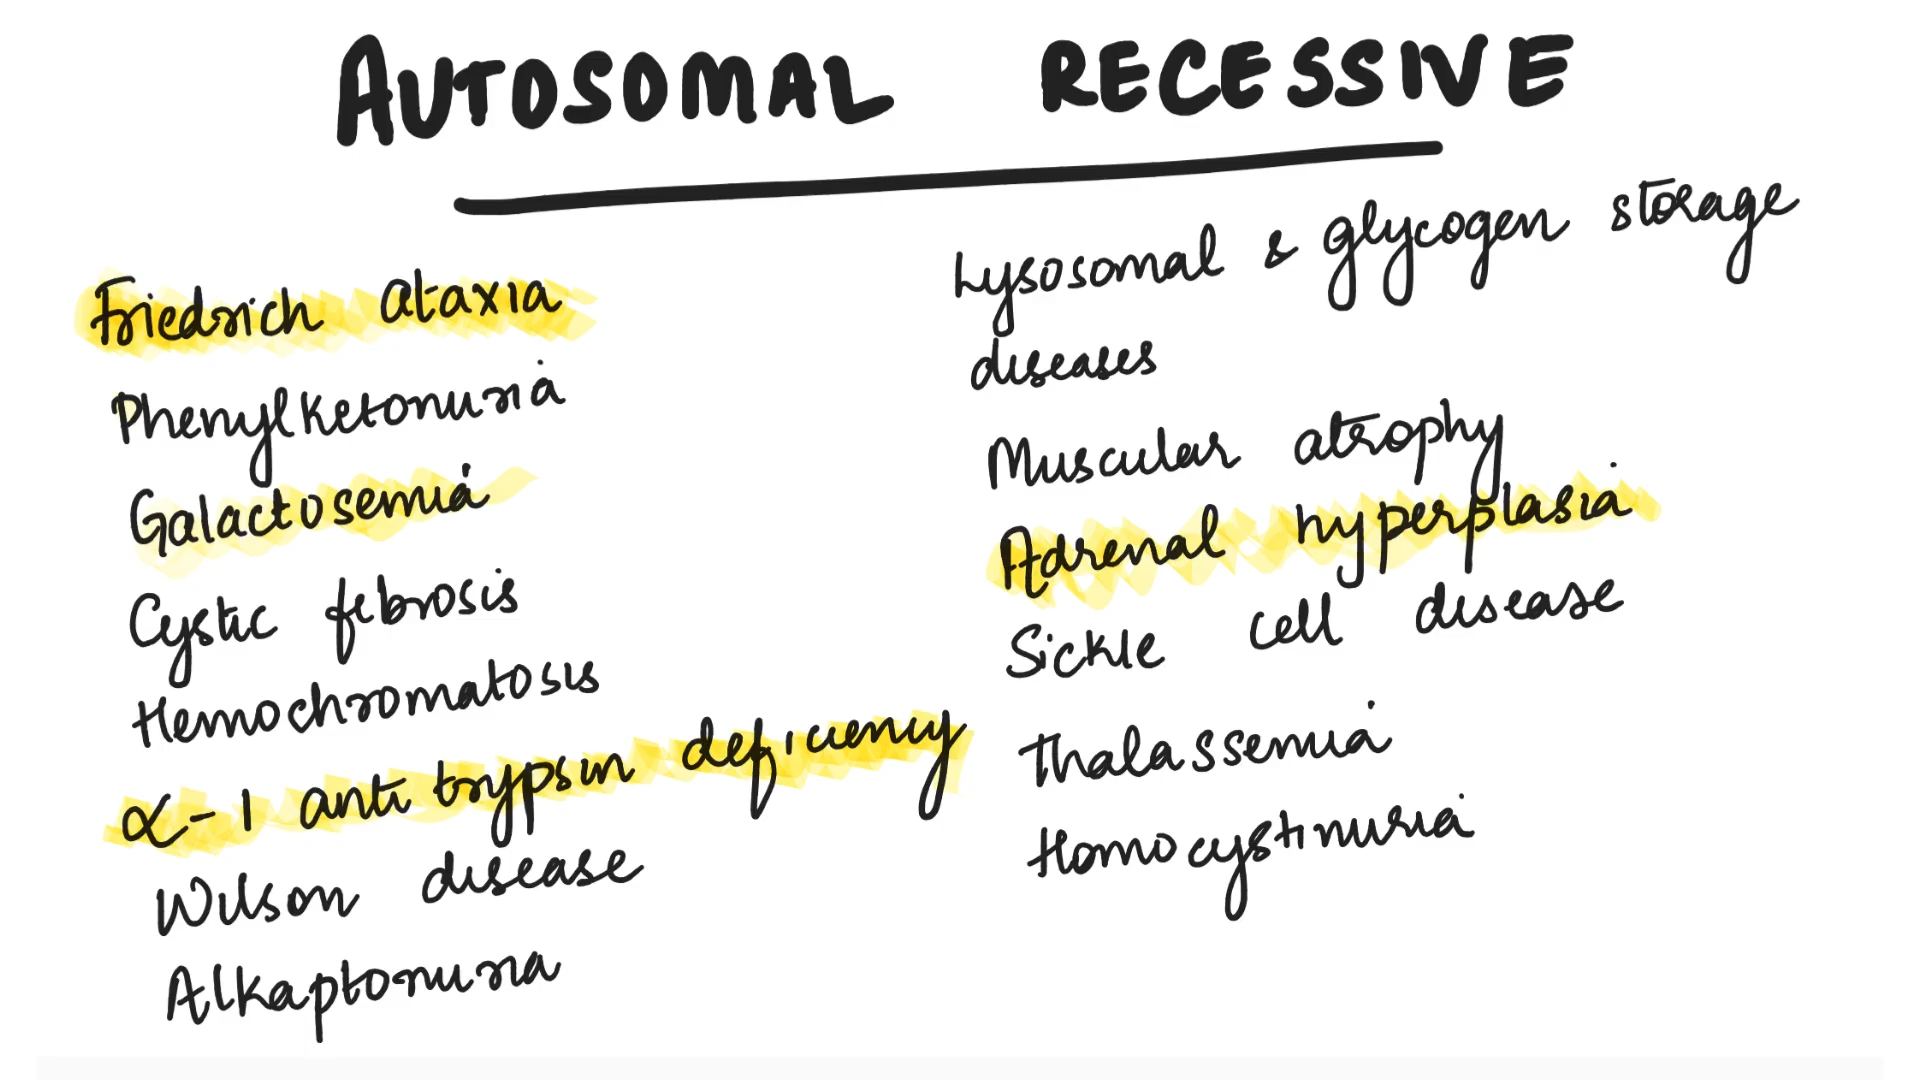 AUTOSOMAL RECESSIVE
Friedrich ataxia
Phenylketonuria
Galactosemia
Cystic fibrosis
Hemochromatosis
α-1 anti trypsin deficiency
Wilson disease
Alkaptonuria
Lysosomal & glycogen storage
diseases
Muscular atrophy
Adrenal hyperplasia
Sickle cell disease
Thalassemia
Homocystinuria